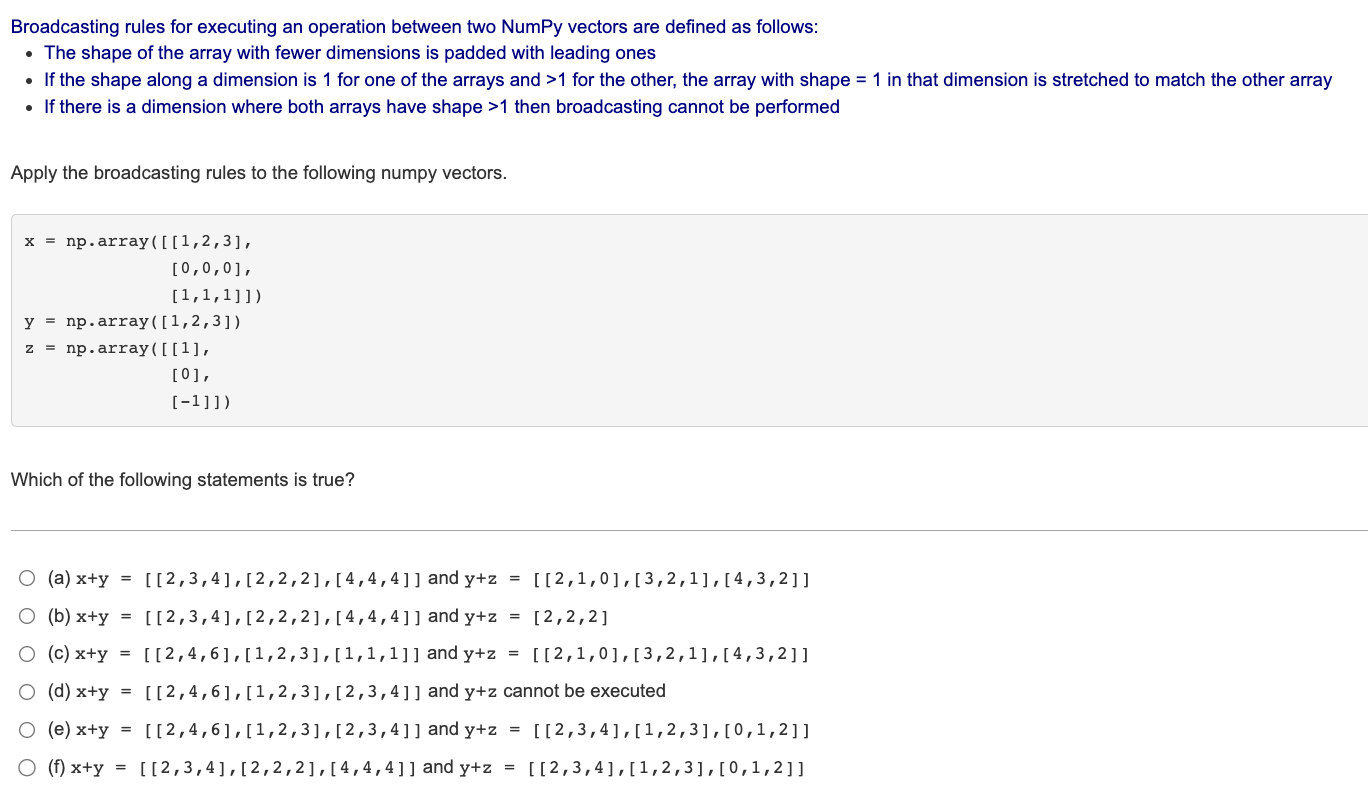 Broadcasting rules for executing an operation between two NumPy vectors are defined as follows:
• The shape of the array with fewer dimensions is padded with leading ones
• If the shape along a dimension is 1 for one of the arrays and >1 for the other, the array with shape = 1 in that dimension is stretched to match the other array
• If there is a dimension where both arrays have shape >1 then broadcasting cannot be performed
Apply the broadcasting rules to the following numpy vectors.
x = np.array([[1,2,3],
              [0,0,0],
              [1,1,1]])
y = np.array([1,2,3])
z = np.array([[1],
              [0],
              [-1]])
Which of the following statements is true?
(a) x+y = [[2,3,4],[2,2,2],[4,4,4]] and y+z = [[2,1,0],[3,2,1],[4,3,2]]
(b) x+y = [[2,3,4],[2,2,2],[4,4,4]] and y+z = [2,2,2]
(c) x+y = [[2,4,6],[1,2,3],[1,1,1]] and y+z = [[2,1,0],[3,2,1],[4,3,2]]
(d) x+y = [[2,4,6],[1,2,3],[2,3,4]] and y+z cannot be executed
(e) x+y = [[2,4,6],[1,2,3],[2,3,4]] and y+z = [[2,3,4],[1,2,3],[0,1,2]]
(f) x+y = [[2,3,4],[2,2,2],[4,4,4]] and y+z = [[2,3,4],[1,2,3],[0,1,2]]